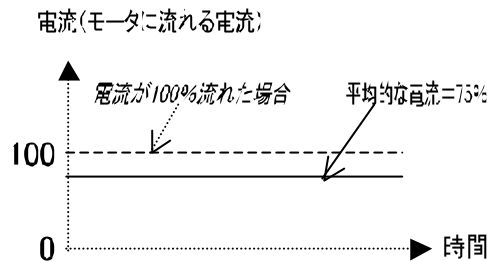 電流(モータに流れる電流)
電流が100%流れた場合
平均的な電流=75%
100
0
時間